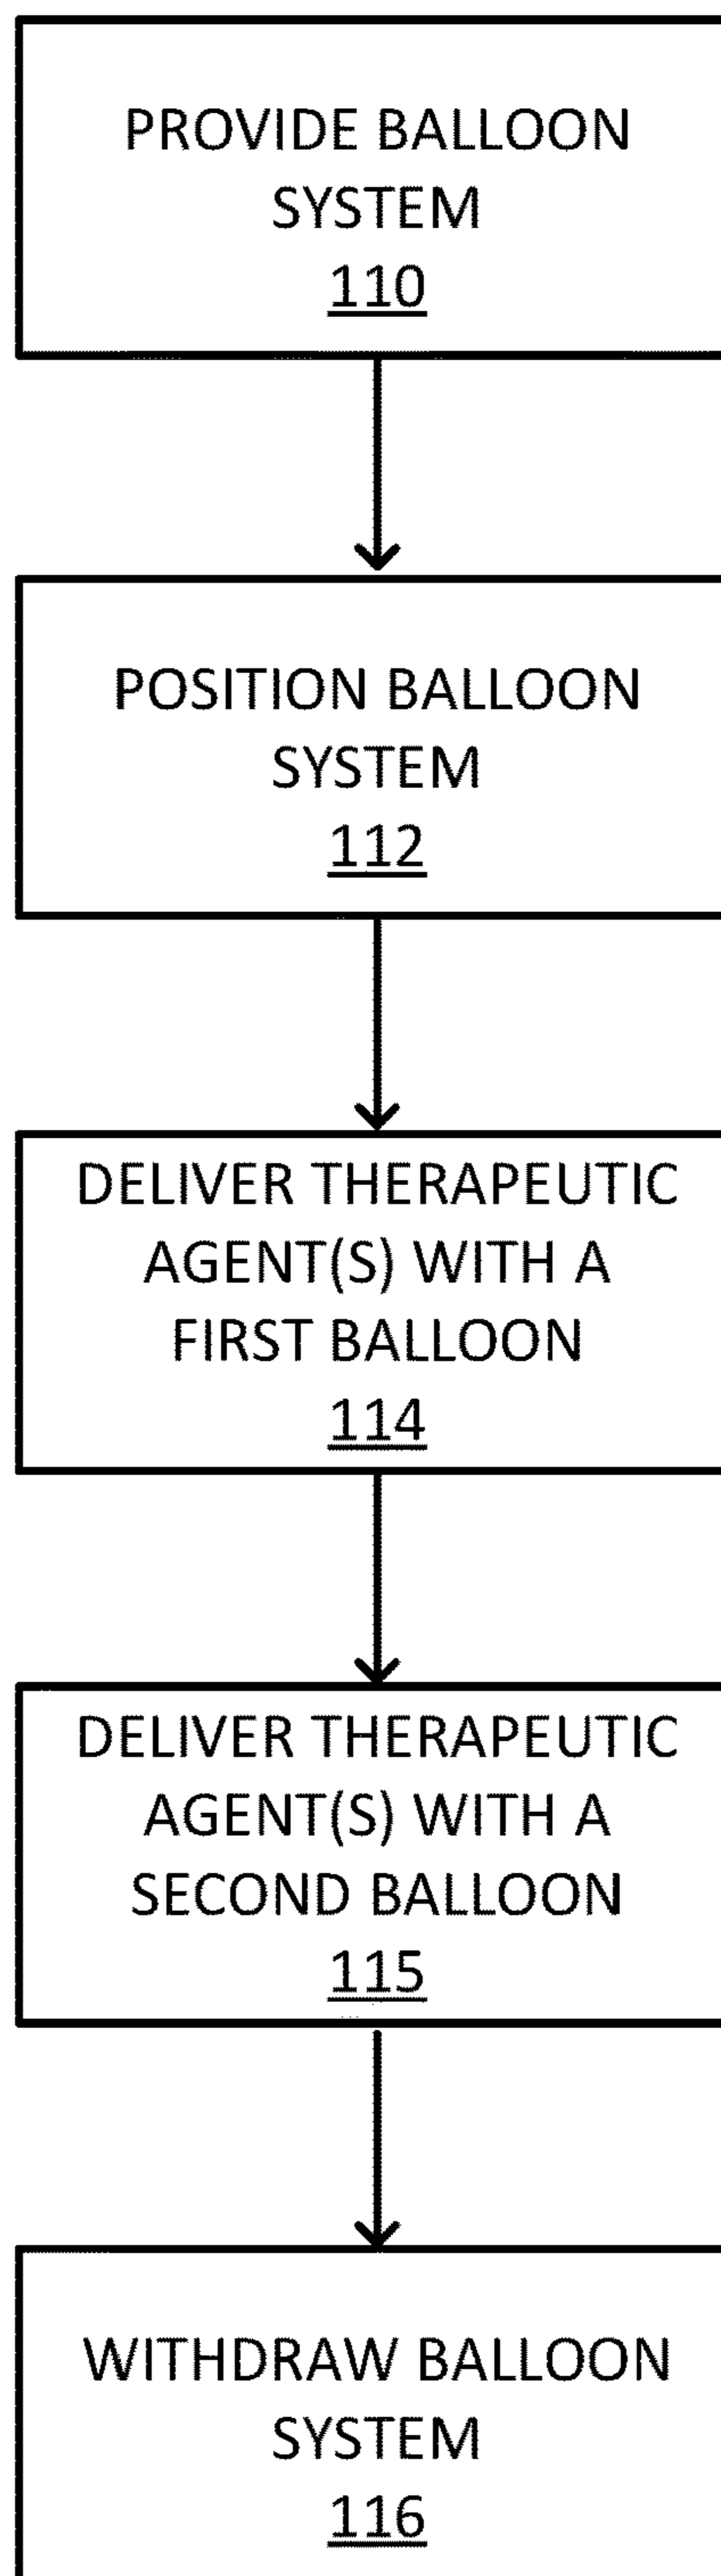 PROVIDE BALLOON
SYSTEM
110
POSITION BALLOON
SYSTEM
112
DELIVER THERAPEUTIC
AGENT(S) WITH A
FIRST BALLOON
114
DELIVER THERAPEUTIC
AGENT(S) WITH A
SECOND BALLOON
115
WITHDRAW BALLOON
SYSTEM
116